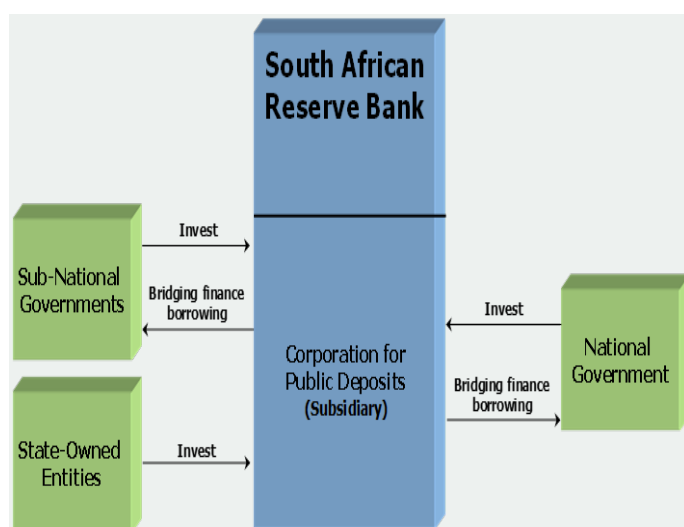 South African
Reserve Bank
Sub-National
Governments
Invest
Bridging finance
borrowing
State-Owned
Entities
Invest
Corporation for
Public Deposits
(Subsidiary)
Invest
Bridging finance
borrowing
National
Government